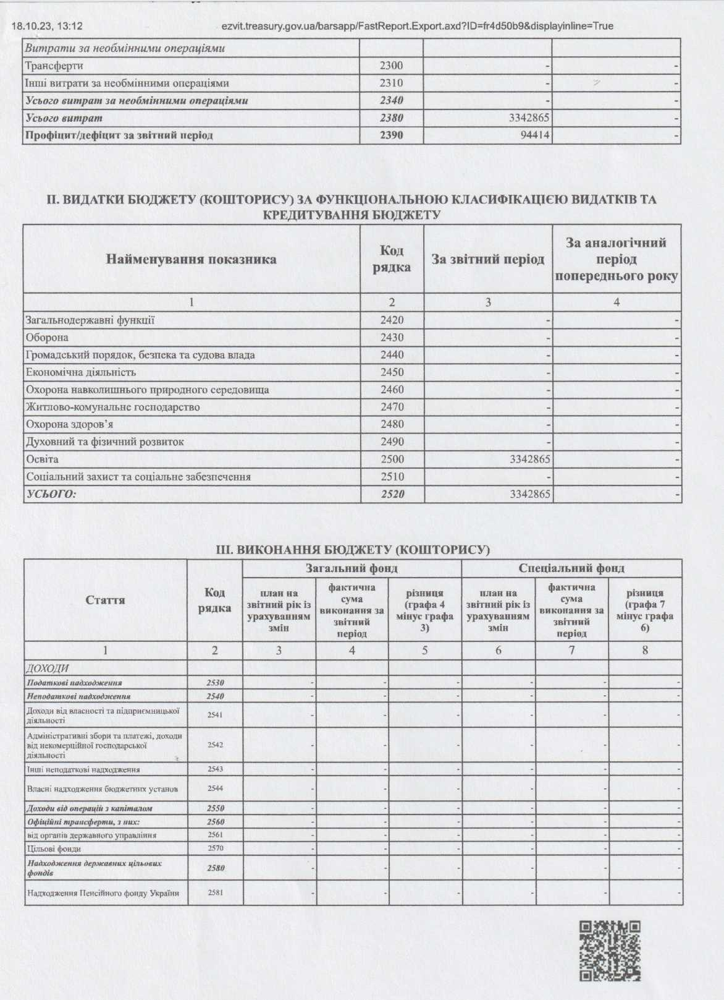 18.10.23, 13:12 ezvit.treasury.gov.ua/barsapp/FastReport.Export.axd?ID=fr4d50b9&displayinline=True
Витрати за необмінними операціями
Трансферти 2300 - -
Інші витрати за необмінними операціями 2310 - -
Усього витрат за необмінними операціями 2340 - -
Усього витрат 2380 3342865 -
Профіцит/дефіцит за звітний період 2390 94414 -
ІІ. ВИДАТКИ БЮДЖЕТУ (КОШТОРИСУ) ЗА ФУНКЦІОНАЛЬНОЮ КЛАСИФІКАЦІЄЮ ВИДАТКІВ ТА
КРЕДИТУВАННЯ БЮДЖЕТУ
Найменування показника
Код
рядка
За звітний період
За аналогічний
період
попереднього року
1 2 3 4
Загальнодержавні функції 2420 - -
Оборона 2430 - -
Громадський порядок, безпека та судова влада 2440 - -
Економічна діяльність 2450 - -
Охорона навколишнього природного середовища 2460 - -
Житлово-комунальне господарство 2470 - -
Охорона здоров’я 2480 - -
Духовний та фізичний розвиток 2490 - -
Освіта 2500 3342865 -
Соціальний захист та соціальне забезпечення 2510 - -
УСЬОГО: 2520 3342865 -
ІІІ. ВИКОНАННЯ БЮДЖЕТУ (КОШТОРИСУ)
Стаття
Код
рядка
Загальний фонд
Спеціальний фонд
план на
звітний рік із
урахуванням
змін
фактична
сума
виконання за
звітний
період
різниця
(графа 4
мінус графа
3)
план на
звітний рік із
урахуванням
змін
фактична
сума
виконання за
звітний
період
різниця
(графа 7
мінус графа
6)
1 2 3 4 5 6 7 8
ДОХОДИ
Податкові надходження 2530 - - - - - -
Неподаткові надходження 2540 - - - - - -
Доходи від власності та підприємницької
діяльності 2541 - - - - - -
Адміністративні збори та платежі, доходи
від некомерційної господарської
діяльності 2542 - - - - - -
Інші неподаткові надходження 2543 - - - - - -
Власні надходження бюджетних установ 2544 - - - - - -
Доходи від операцій з капіталом 2550 - - - - - -
Офіційні трансферти, з них: 2560 - - - - - -
від органів державного управління 2561 - - - - - -
Цільові фонди 2570 - - - - - -
Надходження державних цільових
фондів 2580 - - - - - -
Надходження Пенсійного фонду України 2581 - - - - - -